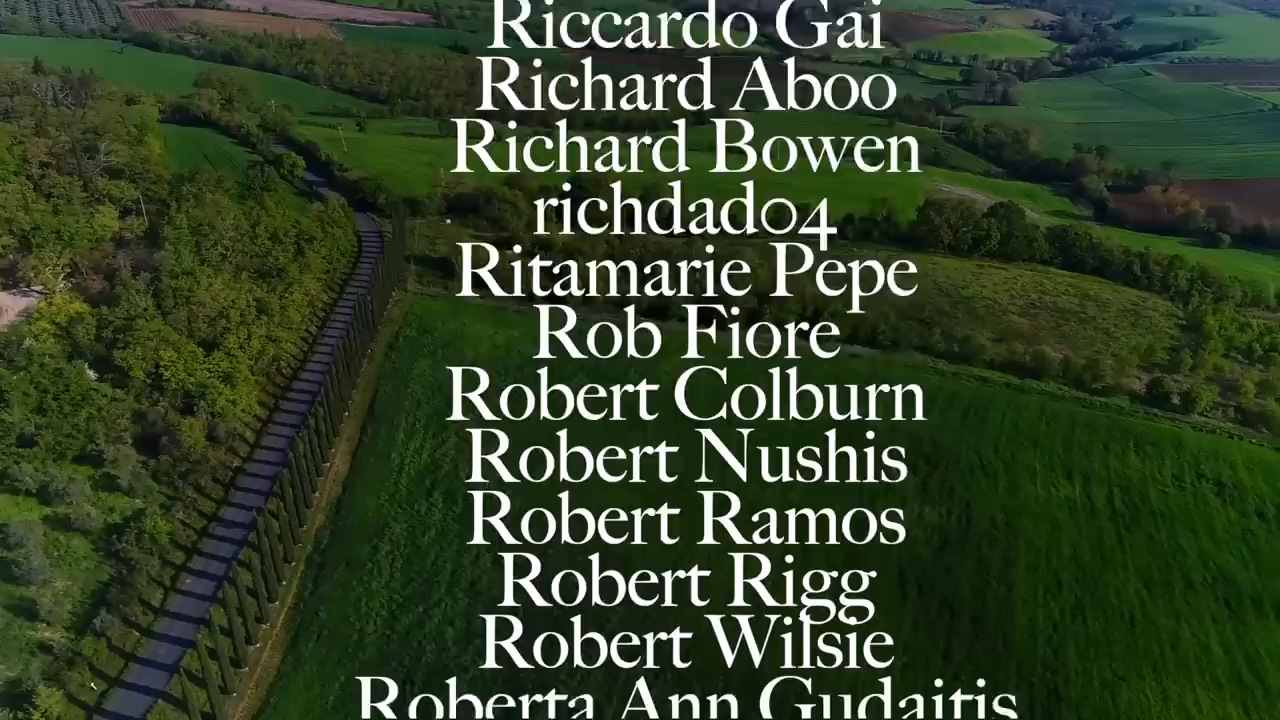 Riccardo Gai
Richard Aboo
Richard Bowen
richdad04
Ritamarie Pepe
Rob Fiore
Robert Colburn
Robert Nushis
Robert Ramos
Robert Rigg
Robert Wilsie
Roberta Ann Gudaitis